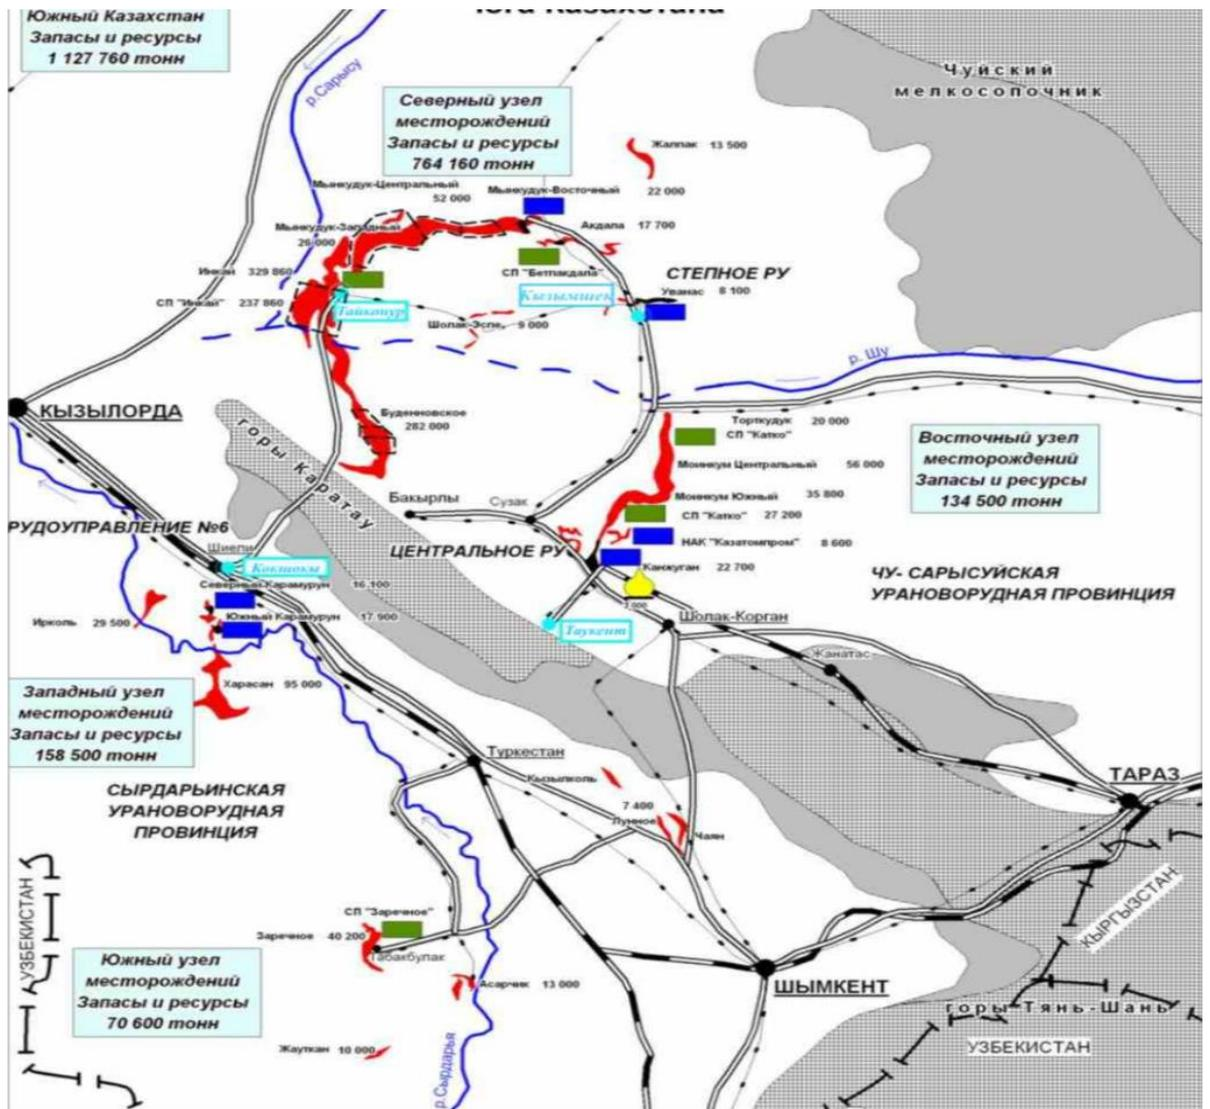 Юга Казахстана
Южный Казахстан
Запасы и ресурсы
1 127 760 тонн
р.Сарысу
Чуйский
мелкосопочник
Северный узел
месторождений
Запасы и ресурсы
764 160 тонн
Жалпак 13 500
Мынкудук-Центральный
52 000
Мынкудук-Восточный
22 000
Мынкудук-Западный
26 000
Акдала 17 700
СП "Бетпакдала"
СТЕПНОЕ РУ
Инкай 329 860
СП "Инкай" 237 860
Тайконур
Кызымшек
Уванас 8 100
Шолак-Эспе, 9 000
р. Шу
КЫЗЫЛОРДА
Буденновское
282 000
горы Каратау
Торткудук 20 000
СП "Катко"
Моинкум Центральный 56 000
Моинкум Южный 35 800
СП "Катко" 27 200
НАК "Казатомпром" 8 600
Восточный узел
месторождений
Запасы и ресурсы
134 500 тонн
Бакырлы
Сузак
РУДОУПРАВЛЕНИЕ №6
Шиели
Кокшокы
ЦЕНТРАЛЬНОЕ РУ
Канжуган 22 700
ЧУ- САРЫСУЙСКАЯ
УРАНОВОРУДНАЯ ПРОВИНЦИЯ
Северный Карамурун 16 100
Южный Карамурун 17 900
Ирколь 29 500
Таукент
Шолак-Корган
Жанатас
Харасан 95 000
Западный узел
месторождений
Запасы и ресурсы
158 500 тонн
Туркестан
Кызылколь
7 400
Лунное
Чаян
ТАРАЗ
СЫРДАРЬИНСКАЯ
УРАНОВОРУДНАЯ
ПРОВИНЦИЯ
УЗБЕКИСТАН
КЫРГЫЗСТАН
СП "Заречное"
Заречное 40 200
Табакбулак
Асарчик 13 000
Южный узел
месторождений
Запасы и ресурсы
70 600 тонн
ШЫМКЕНТ
горы Тянь-Шань
УЗБЕКИСТАН
Жауткан 10 000
р.Сырдарья